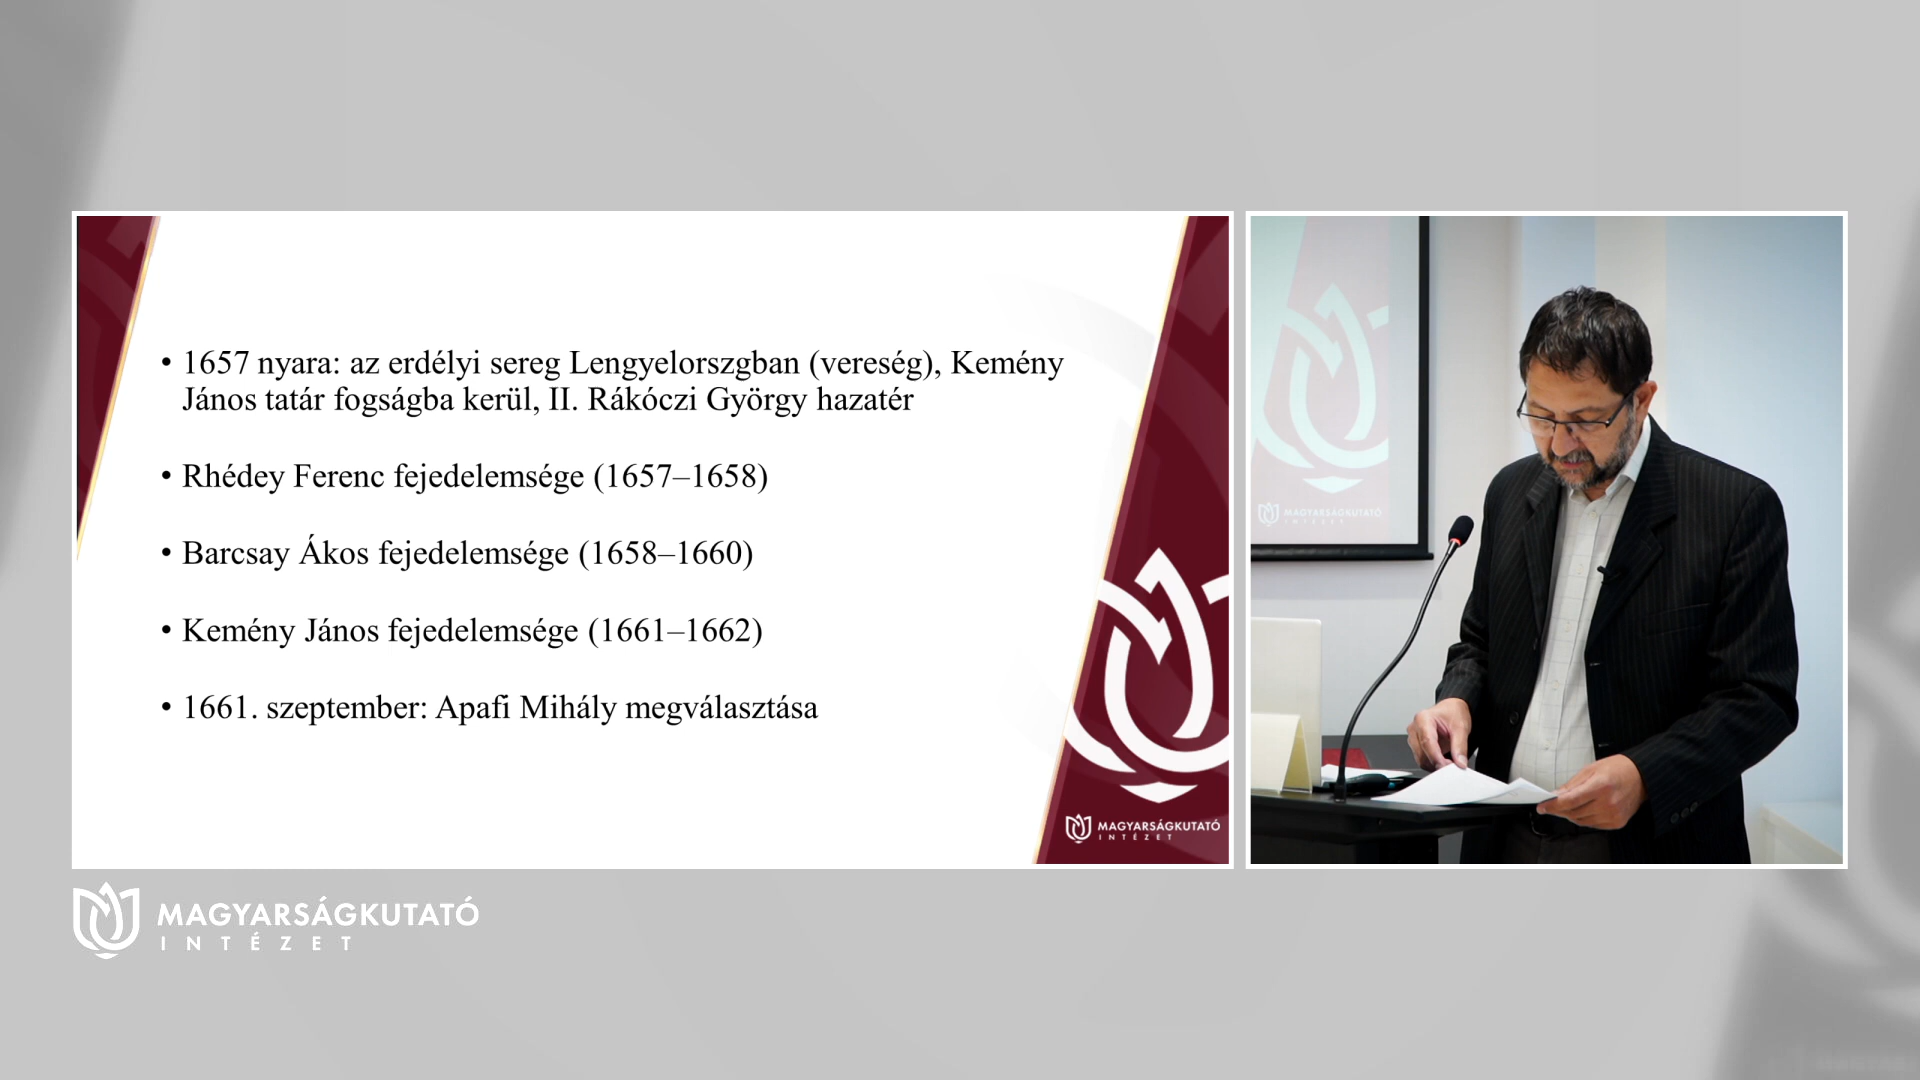 • 1657 nyara: az erdélyi sereg Lengyelorszgban (vereség), Kemény
János tatár fogságba kerül, II. Rákóczi György hazatér
• Rhédey Ferenc fejedelemsége (1657–1658)
• Barcsay Ákos fejedelemsége (1658–1660)
• Kemény János fejedelemsége (1661–1662)
• 1661. szeptember: Apafi Mihály megválasztása
MAGYARSÁGKUTATÓ
INTÉZET
MAGYARSÁGKUTATÓ
INTÉZET
MAGYARSÁGKUTATÓ
INTÉZET